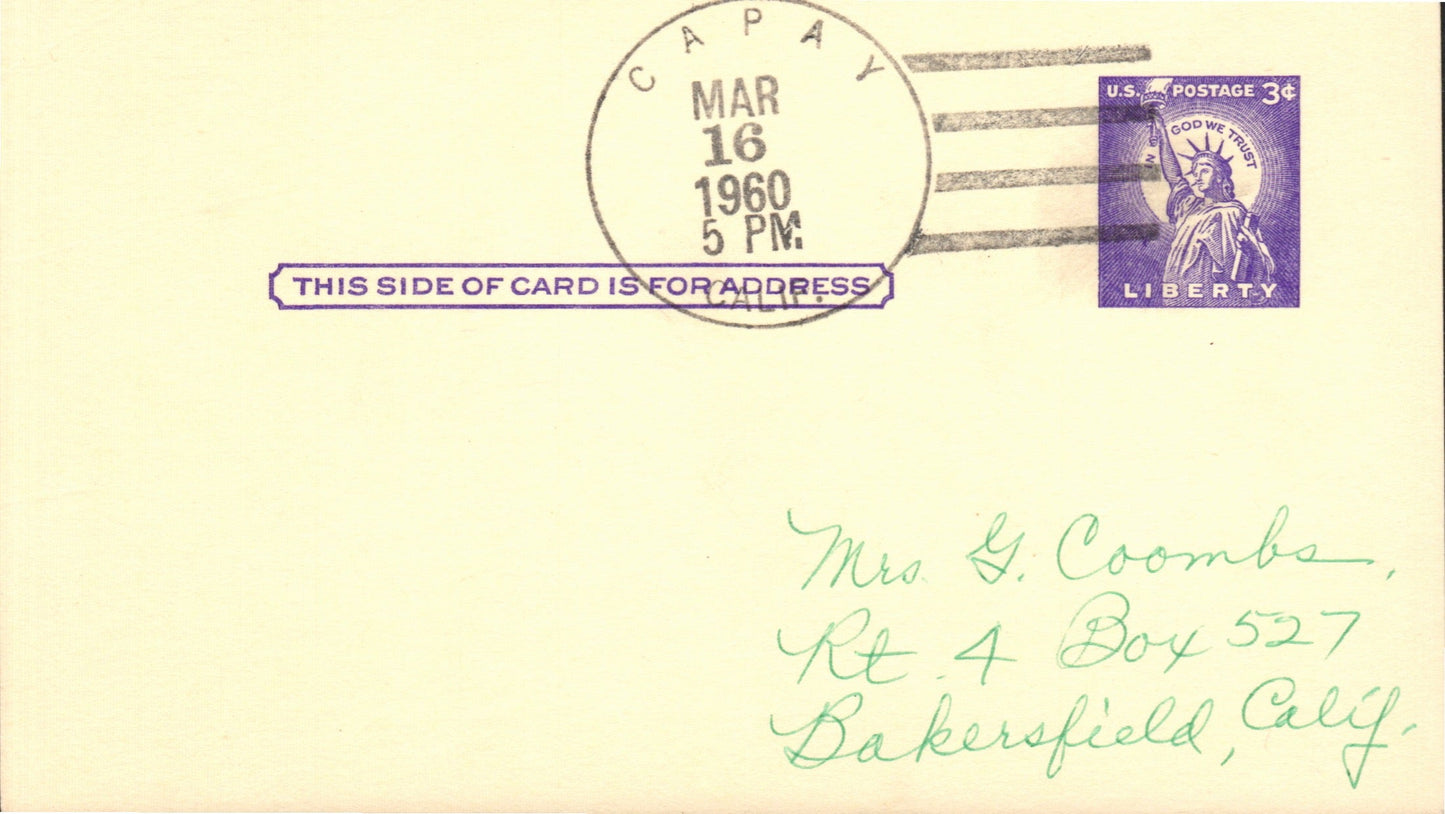 CAPAY
MAR
16
1960
5 PM
CALIF.
U.S. POSTAGE 3¢
IN GOD WE TRUST
LIBERTY
THIS SIDE OF CARD IS FOR ADDRESS
Mrs. G. Coombs,
Rt. 4 Box 527
Bakersfield, Calif.